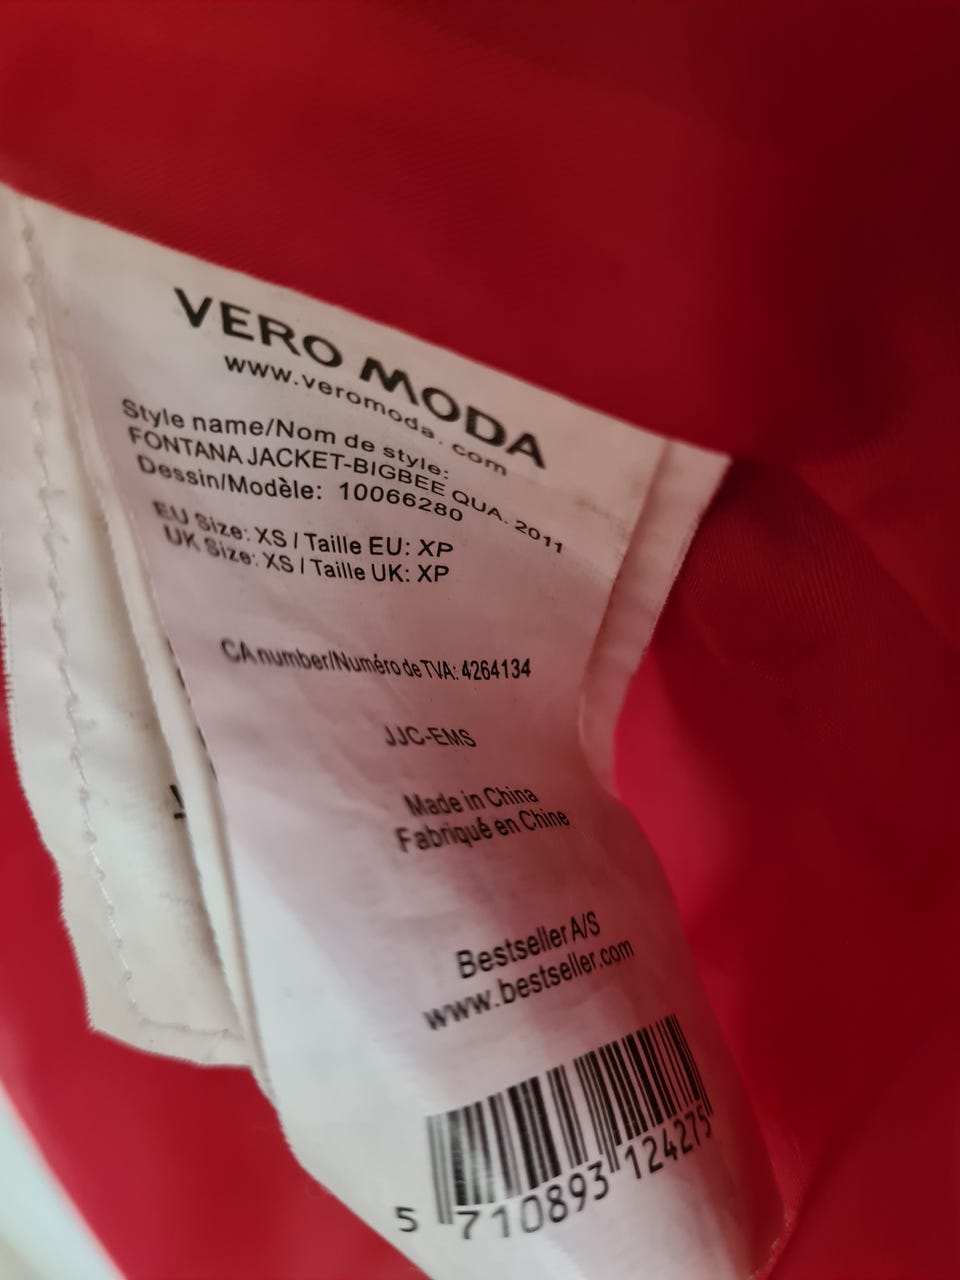 VERO MODA
www.veromoda.com
Style name/Nom de style:
FONTANA JACKET-BIGBEE QUA. 2011
Dessin/Modèle: 10066280
EU Size: XS / Taille EU: XP
UK Size: XS / Taille UK: XP
CA number/Numéro de TVA: 4264134
JJC-EMS
Made in China
Fabriqué en Chine
Bestseller A/S
www.bestseller.com
5 710893 124275